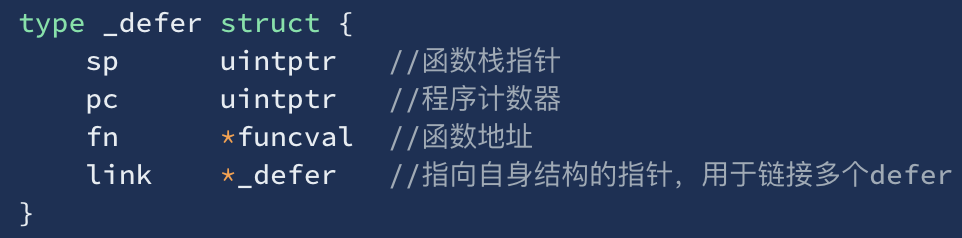 type _defer struct {
    sp      uintptr   //函数栈指针
    pc      uintptr   //程序计数器
    fn      *funcval  //函数地址
    link    *_defer   //指向自身结构的指针，用于链接多个defer
}